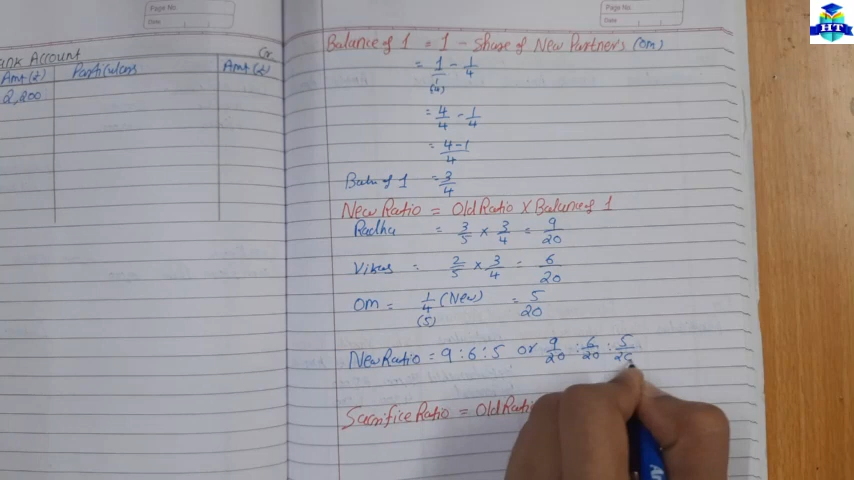 Page No.
Date
Page No.
Date
HT
Account
Cr.
Amt(₹) Particulars Amt(₹)
2,200
Balance of 1 = 1 - Share of New Partner's (Om)
= 1/1 - 1/4
(4)
= 4/4 - 1/4
= 4-1/4
of 1 = 3/4
New Ratio = Old Ratio X Balance of 1
Radha = 3/5 × 3/4 = 9/20
Vikas = 2/5 × 3/4 = 6/20
Om = 1/4 (New) = 5/20
(5)
New Ratio = 9 : 6 : 5 or 9/20 : 6/20 : 5/20
Sacrifice Ratio = Old